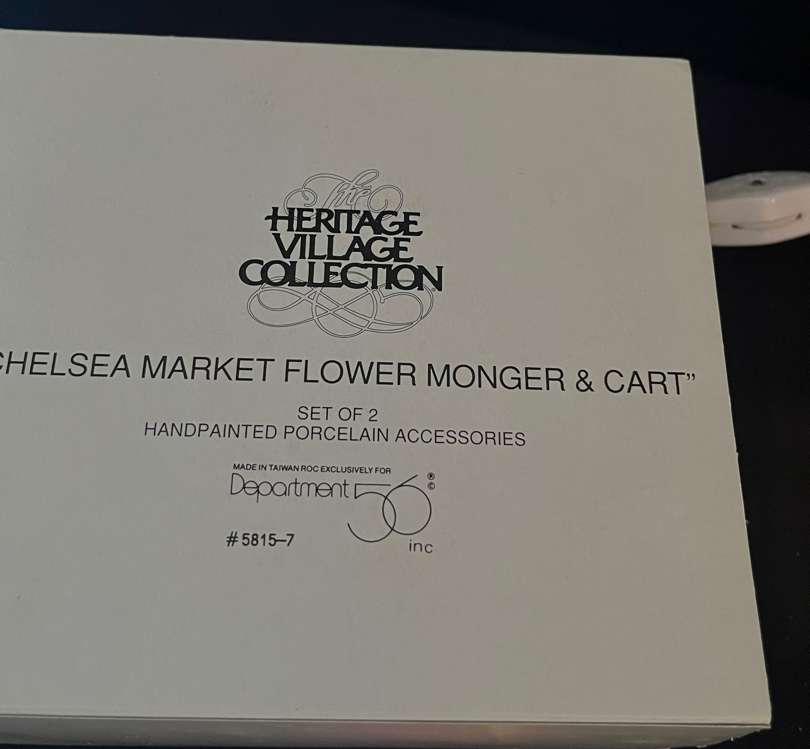 The
HERITAGE
VILLAGE
COLLECTION
CHELSEA MARKET FLOWER MONGER & CART”
SET OF 2
HANDPAINTED PORCELAIN ACCESSORIES
MADE IN TAIWAN ROC EXCLUSIVELY FOR
Department 56 ® ©
inc
#5815–7